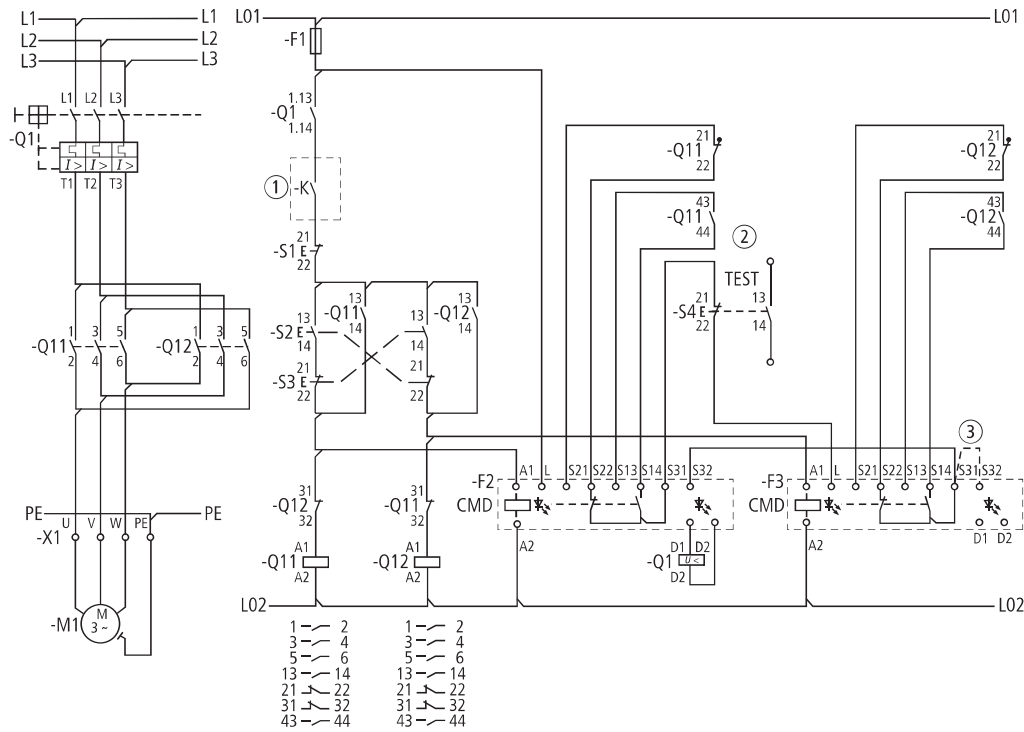 L1 L1
L2 L2
L3 L3
L01 L01
-F1
L1 L2 L3
-Q1
I > I > I >
T1 T2 T3
1.13
-Q1
1.14
1 -K
21
-S1 E
22
21
-Q11
22
43
-Q11
44
21
-Q12
22
43
-Q12
44
2
TEST
21 13
-S4 E
22 14
1 3 5 1 3 5
-Q11 -Q12
2 4 6 2 4 6
13 13 13 13
-S2 E -Q11 -Q12
14 14 14 14
21 21
-S3 E
22 22
3
-F2 A1 L S21 S22 S13 S14 S31 S32
CMD
A2
-F3 A1 L S21 S22 S13 S14 S31 S32
CMD
A2 D1 D2
31 31
-Q12 -Q11
32 32
A1 A1
-Q11 -Q12
A2 A2
D1 D2
-Q1 U <
D2
PE PE
U V W PE
-X1
M
-M1 3 ~
L02 L02
1 2 1 2
3 4 3 4
5 6 5 6
13 14 13 14
21 22 21 22
31 32 31 32
43 44 43 44